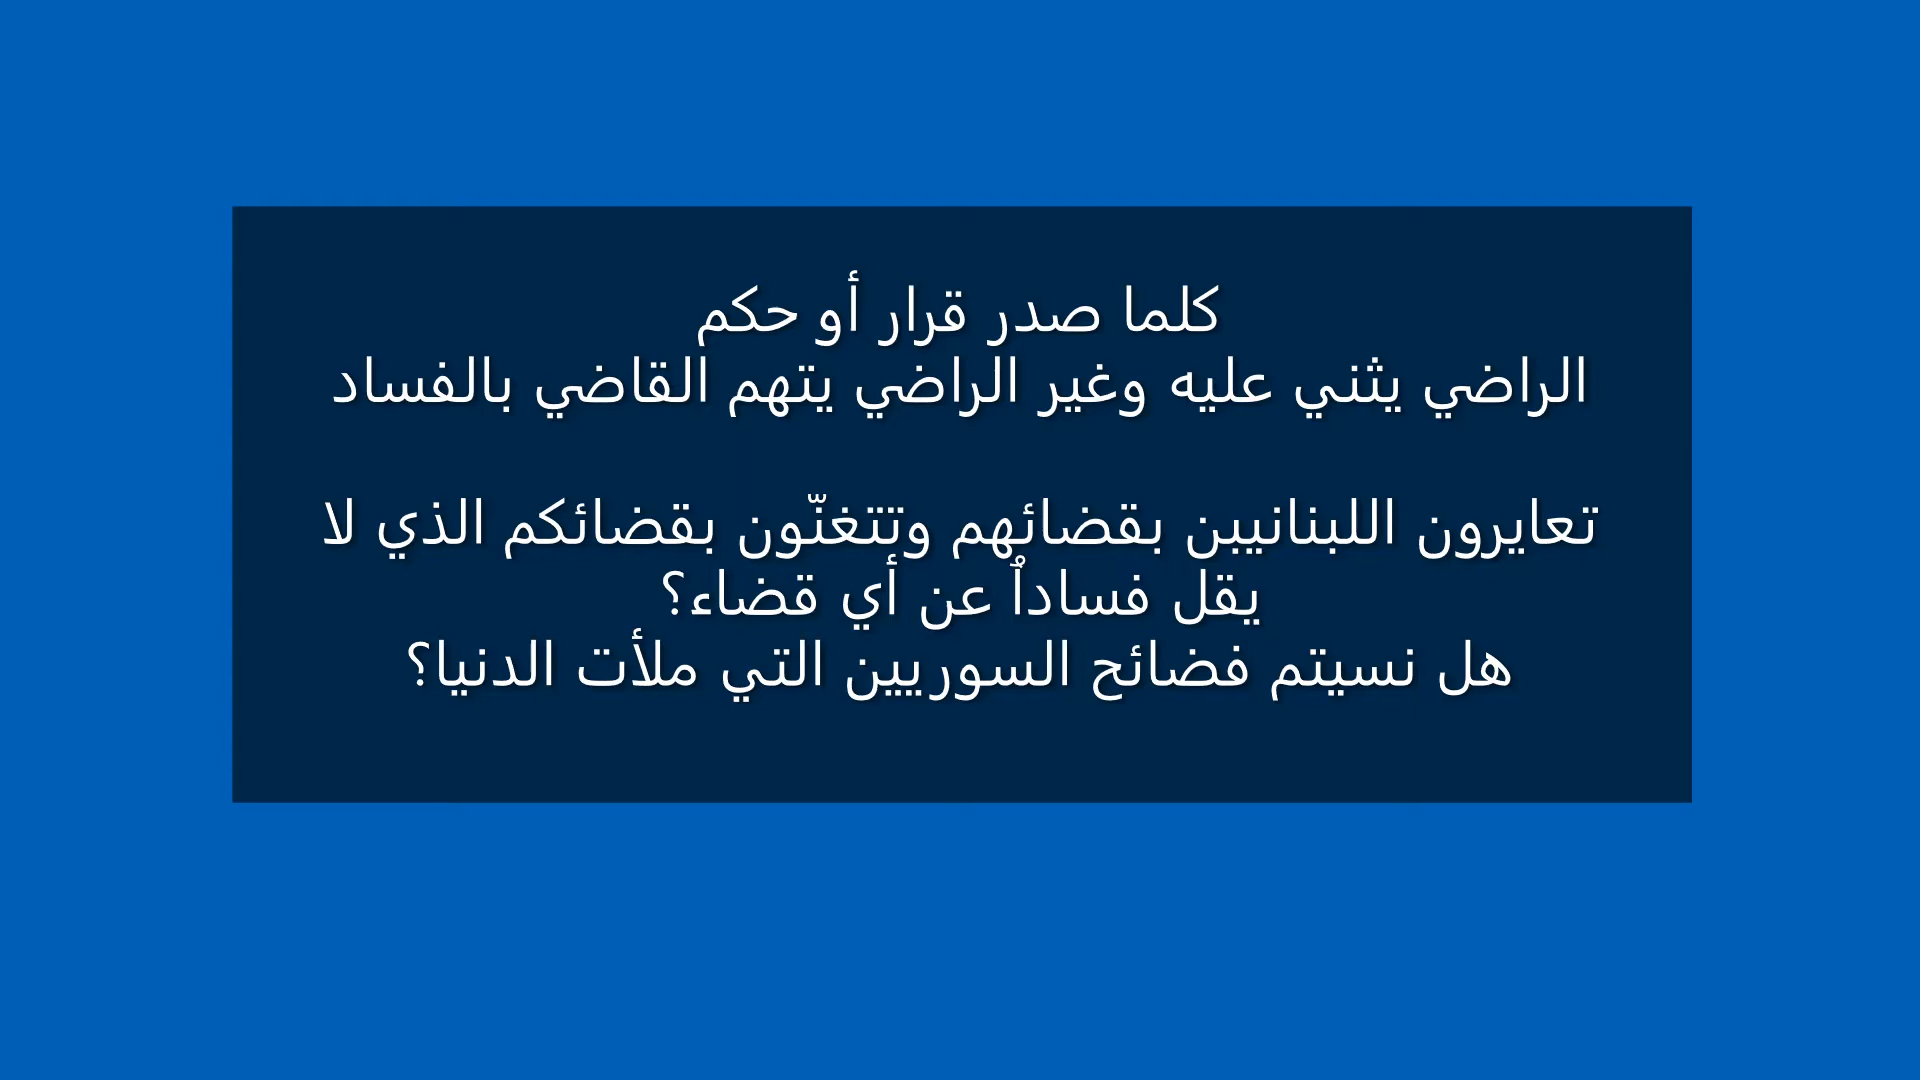 كلما صدر قرار أو حكم
الراضي يثني عليه وغير الراضي يتهم القاضي بالفساد
تعايرون اللبنانيين بقضائهم وتتغنّون بقضائكم الذي لا
يقل فساداٌ عن أي قضاء؟
هل نسيتم فضائح السوريين التي ملأت الدنيا؟